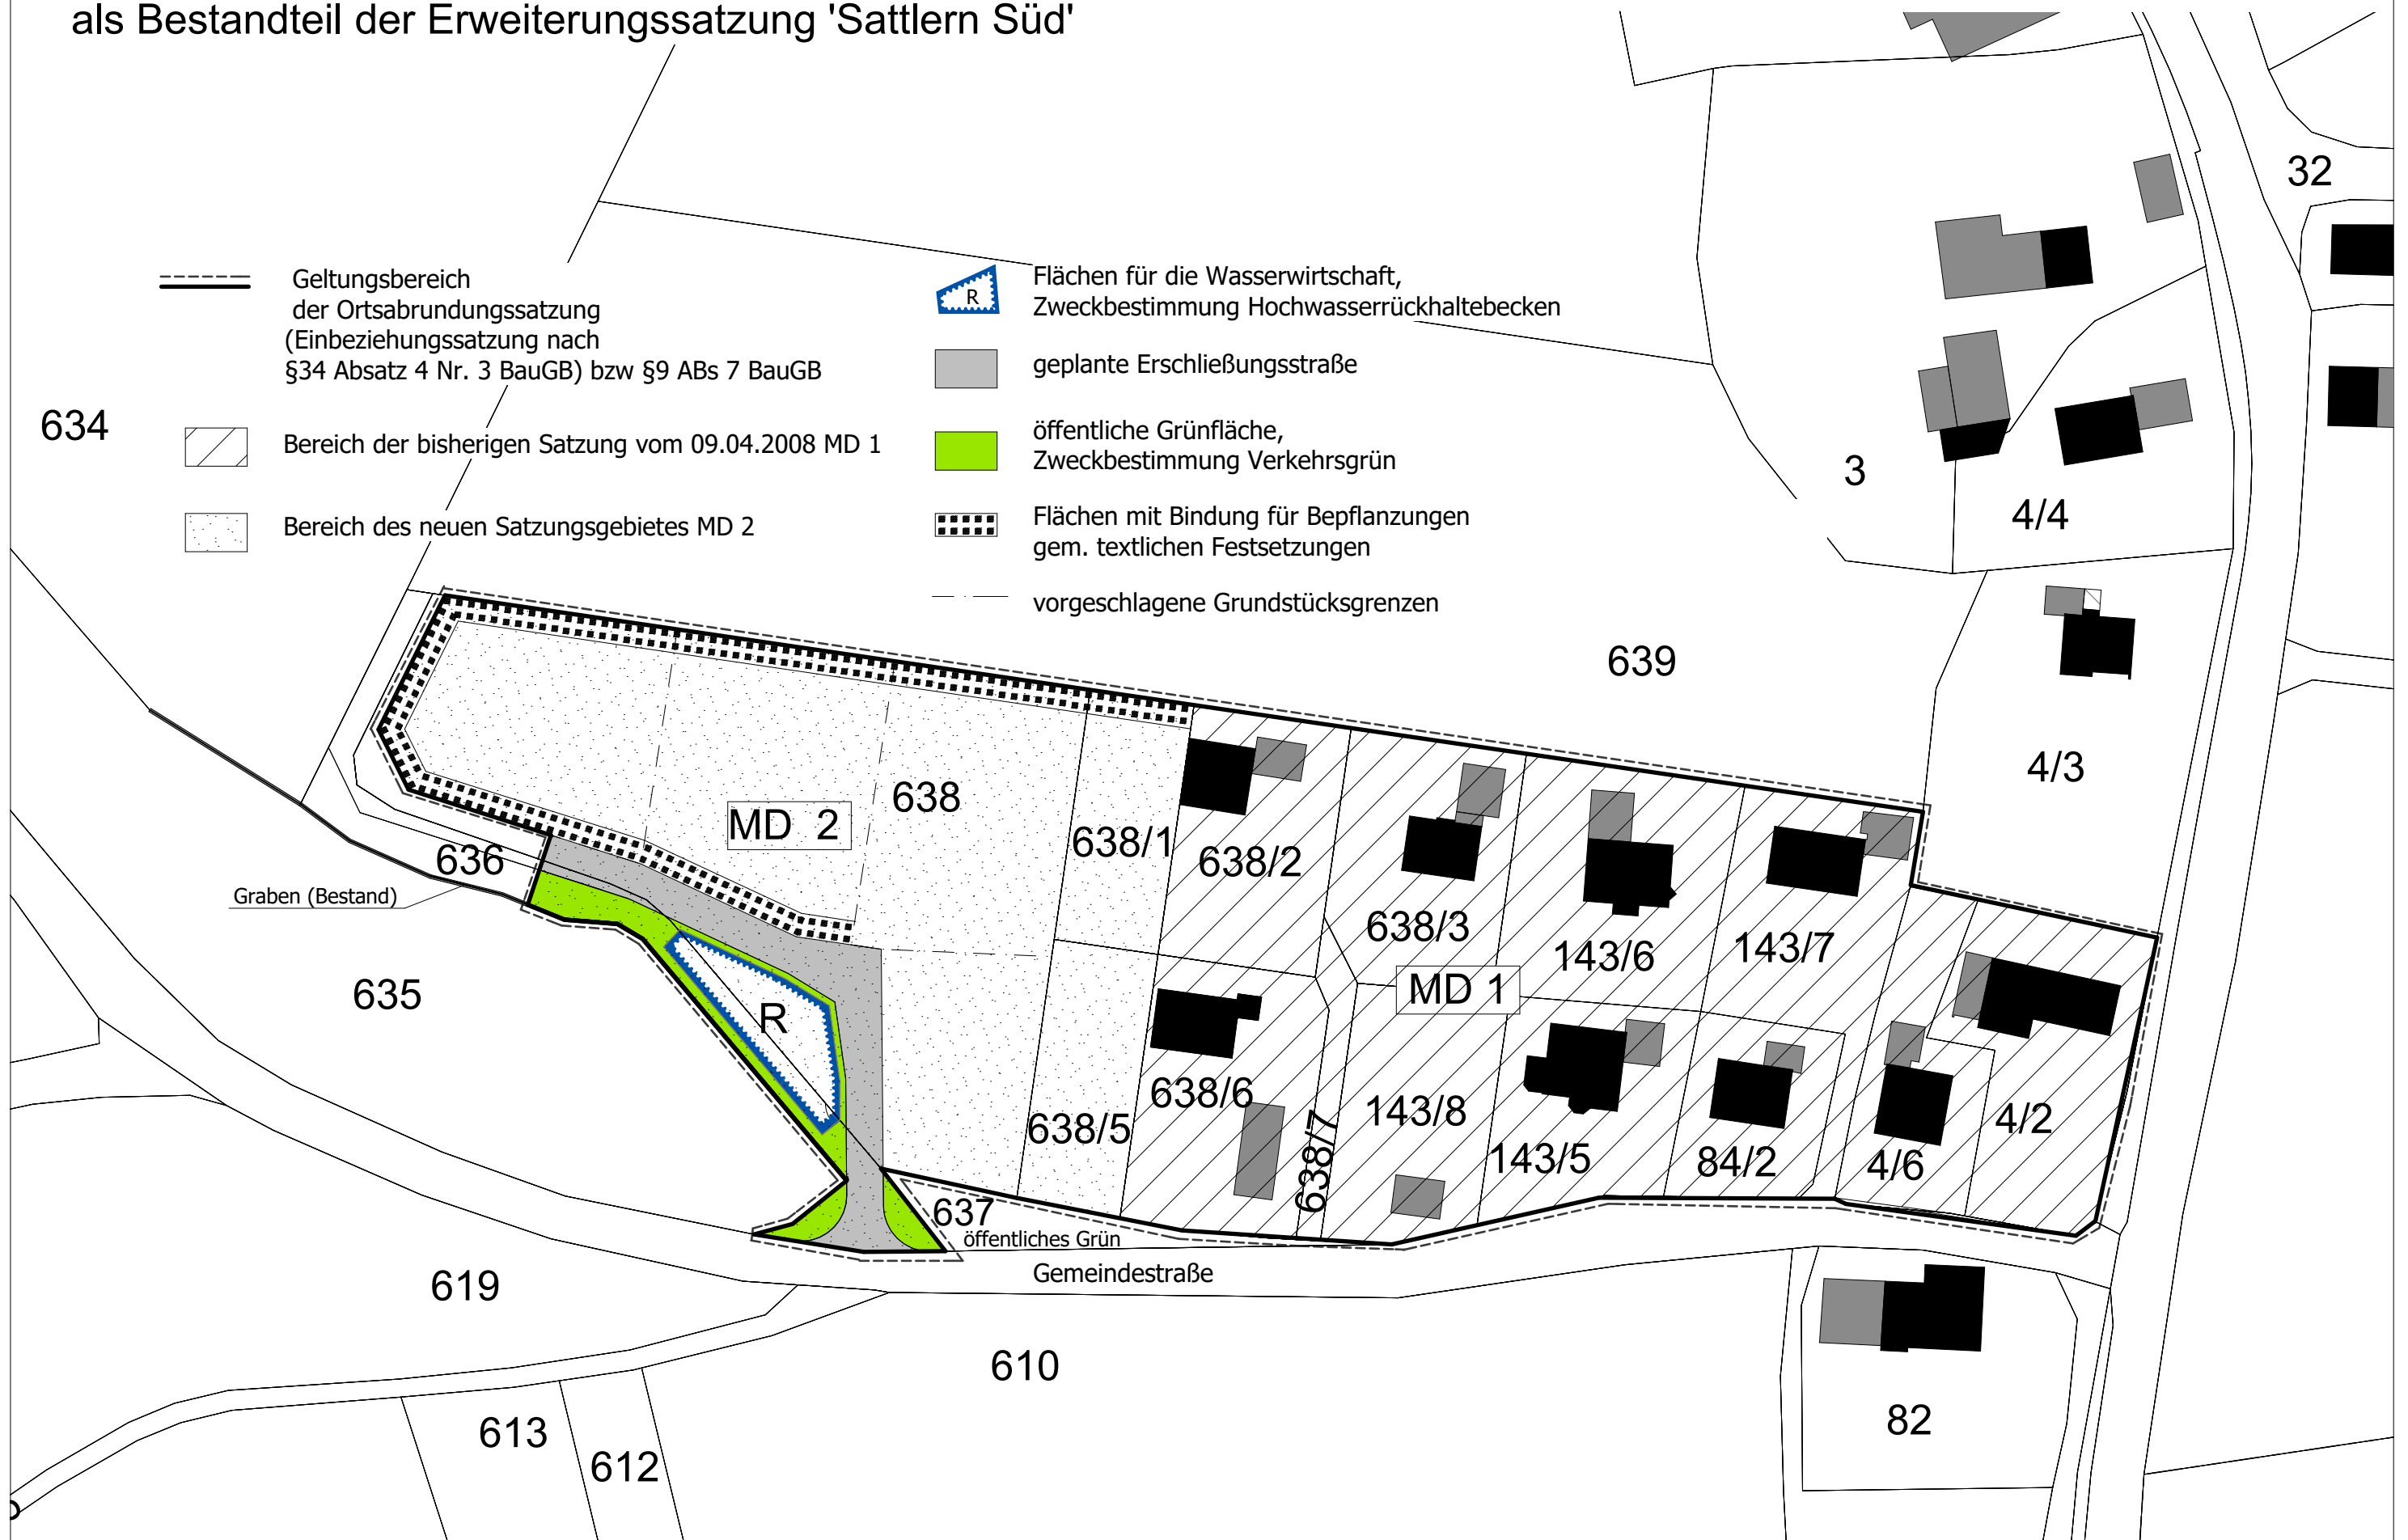 als Bestandteil der Erweiterungssatzung 'Sattlern Süd'
Geltungsbereich
der Ortsabrundungssatzung
(Einbeziehungssatzung nach
§34 Absatz 4 Nr. 3 BauGB) bzw §9 ABs 7 BauGB
Bereich der bisherigen Satzung vom 09.04.2008 MD 1
Bereich des neuen Satzungsgebietes MD 2
R
Flächen für die Wasserwirtschaft,
Zweckbestimmung Hochwasserrückhaltebecken
geplante Erschließungsstraße
öffentliche Grünfläche,
Zweckbestimmung Verkehrsgrün
Flächen mit Bindung für Bepflanzungen
gem. textlichen Festsetzungen
vorgeschlagene Grundstücksgrenzen
32
634
3
4/4
639
4/3
638
MD 2
638/1
638/2
636
Graben (Bestand)
638/3
143/6
143/7
MD 1
635
R
638/6
638/5
638/7
143/8
143/5
84/2
4/6
4/2
637
öffentliches Grün
Gemeindestraße
619
610
613
612
82